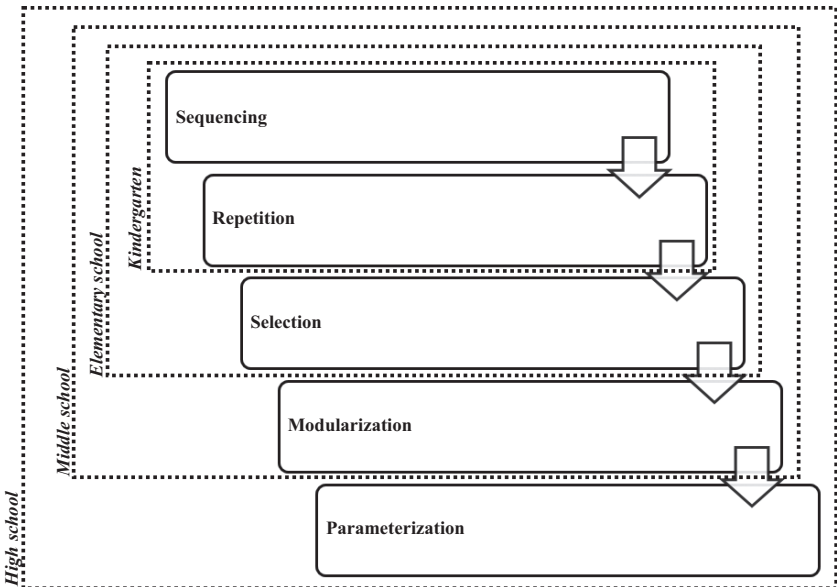 Sequencing
Repetition
Selection
Modularization
Parameterization
Kindergarten
Elementary school
Middle school
High school